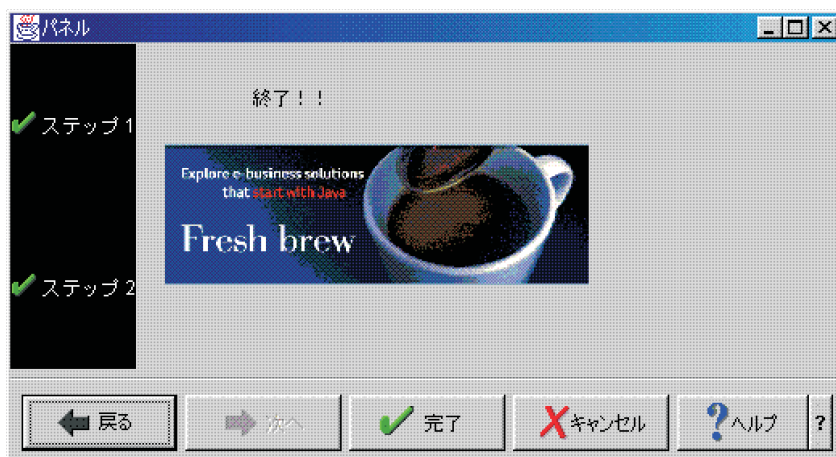 パネル
ステップ1
終了！！
Explore e-business solutions
that start with Java
Fresh brew
ステップ2
戻る
次へ
完了
キャンセル
ヘルプ
?